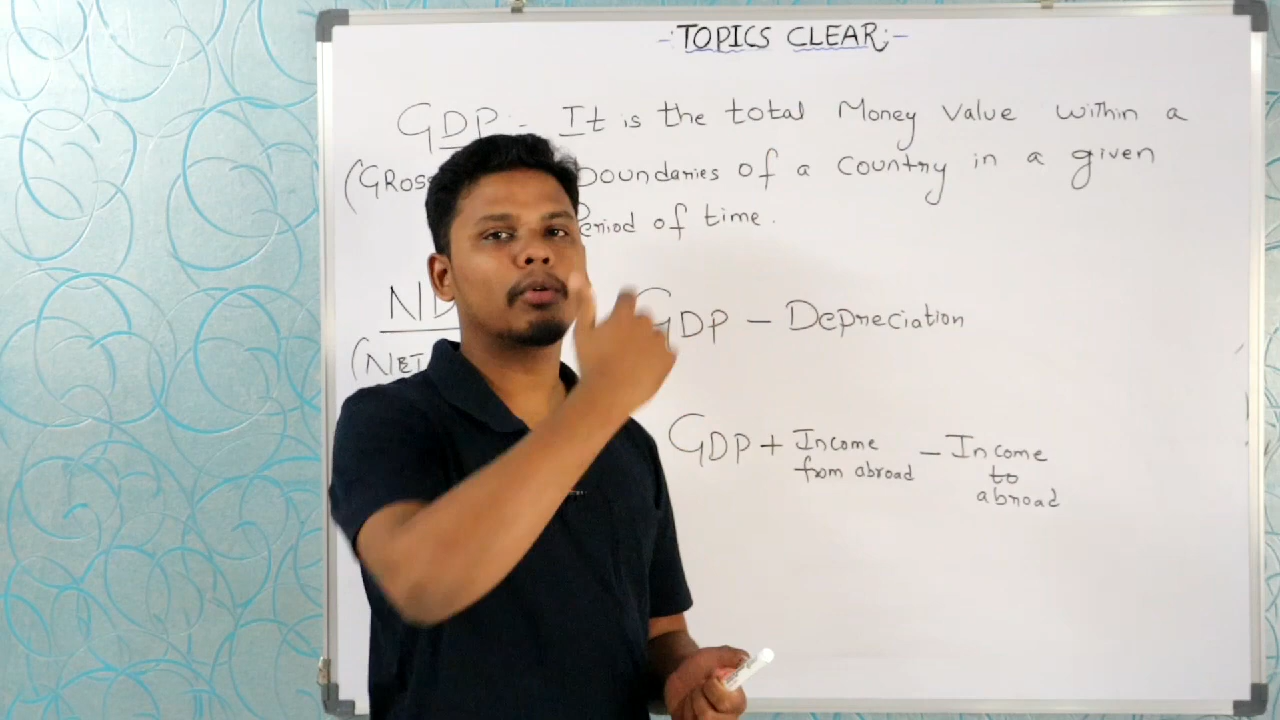 -:TOPICS CLEAR:-
GDP:- It is the total Money Value within a
(GROSS boundaries of a country in a given
Period of time.
ND GDP - Depreciation
(NET
GDP + Income from abroad - Income to abroad